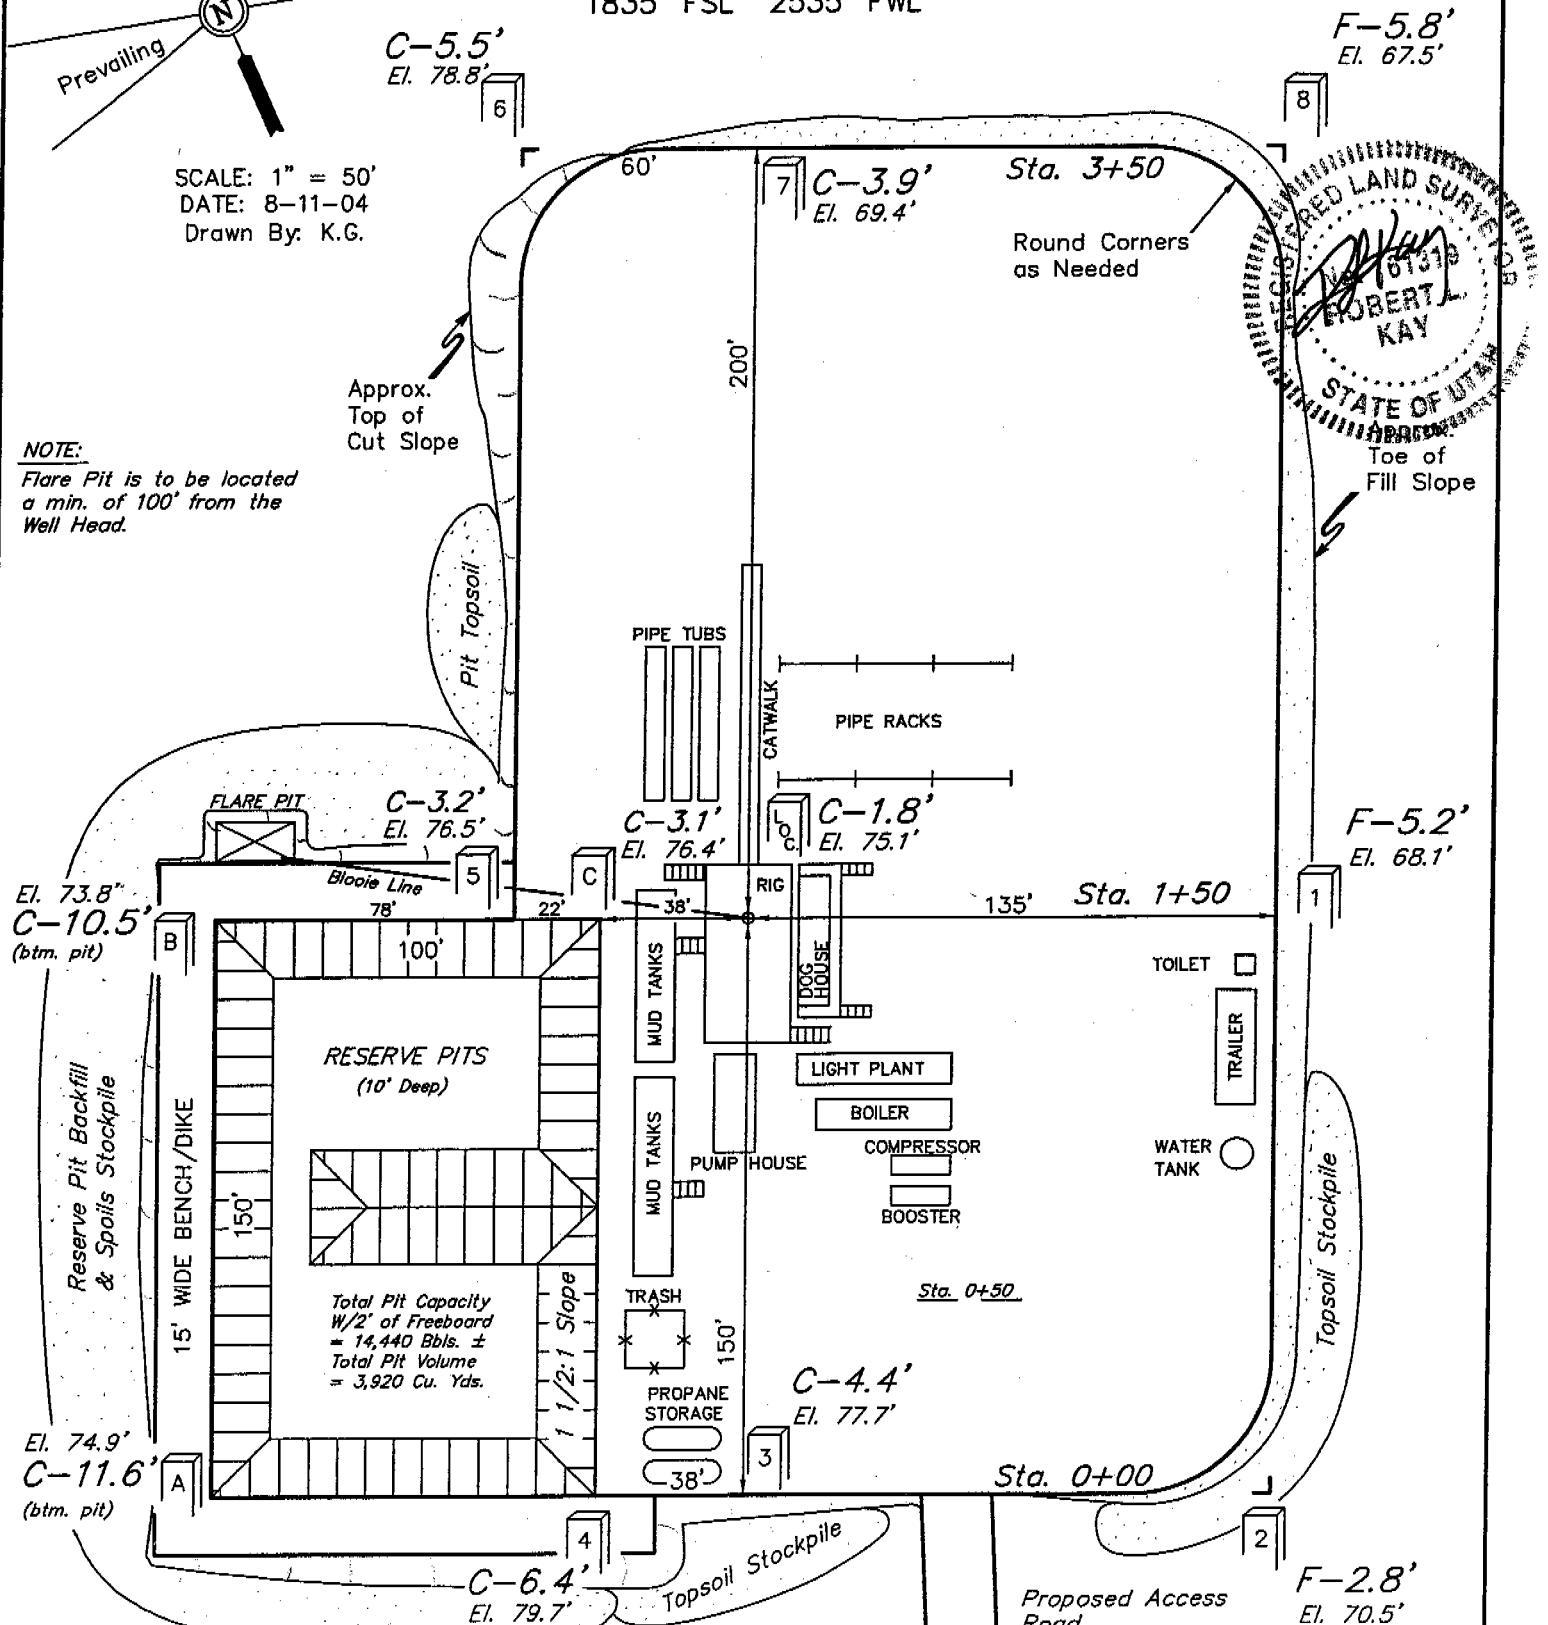 1835' FSL 2535' FWL
N
Prevailing
C-5.5'
El. 78.8'
6
F-5.8'
El. 67.5'
8
SCALE: 1" = 50'
DATE: 8-11-04
Drawn By: K.G.
60'
7
C-3.9'
El. 69.4'
Sta. 3+50
Round Corners
as Needed
REGISTERED LAND SURVEYOR
No. 161319
ROBERT L.
KAY
STATE OF UTAH
200'
Approx.
Top of
Cut Slope
Approx.
Toe of
Fill Slope
NOTE:
Flare Pit is to be located
a min. of 100' from the
Well Head.
Pit Topsoil
PIPE TUBS
CATWALK
PIPE RACKS
FLARE PIT
C-3.2'
El. 76.5'
5
C-3.1'
El. 76.4'
C
LOC.
C-1.8'
El. 75.1'
F-5.2'
El. 68.1'
1
Blooie Line
RIG
El. 73.8"
C-10.5'
(btm. pit)
B
78'
22'
38'
135'
Sta. 1+50
100'
MUD TANKS
DOG
HOUSE
TOILET
TRAILER
RESERVE PITS
(10' Deep)
LIGHT PLANT
BOILER
COMPRESSOR
PUMP HOUSE
BOOSTER
WATER
TANK
MUD TANKS
Reserve Pit Backfill
& Spoils Stockpile
15' WIDE BENCH/DIKE
150'
Topsoil Stockpile
Sta. 0+50
Total Pit Capacity
W/2' of Freeboard
= 14,440 Bbls. ±
Total Pit Volume
= 3,920 Cu. Yds.
1 1/2:1 Slope
TRASH
150'
PROPANE
STORAGE
38'
C-4.4'
El. 77.7'
3
Sta. 0+00
El. 74.9'
C-11.6'
(btm. pit)
A
4
C-6.4'
El. 79.7'
Topsoil Stockpile
2
F-2.8'
El. 70.5'
Proposed Access
Road